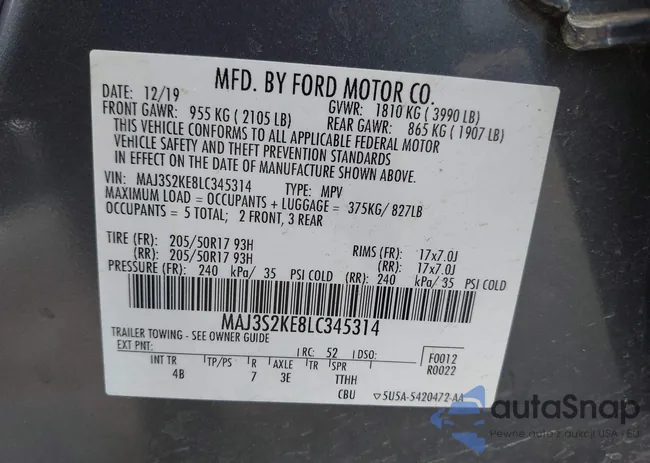 MFD. BY FORD MOTOR CO.
DATE: 12/19 GVWR: 1810 KG ( 3990 LB)
FRONT GAWR: 955 KG ( 2105 LB) REAR GAWR: 865 KG ( 1907 LB)
THIS VEHICLE CONFORMS TO ALL APPLICABLE FEDERAL MOTOR
VEHICLE SAFETY AND THEFT PREVENTION STANDARDS
IN EFFECT ON THE DATE OF MANUFACTURE SHOWN ABOVE.
VIN: MAJ3S2KE8LC345314 TYPE: MPV
MAXIMUM LOAD = OCCUPANTS + LUGGAGE = 375KG/ 827LB
OCCUPANTS = 5 TOTAL; 2 FRONT, 3 REAR
TIRE (FR): 205/50R17 93H RIMS (FR): 17x7.0J
(RR): 205/50R17 93H (RR): 17x7.0J
PRESSURE (FR): 240 kPa/ 35 PSI COLD (RR): 240 kPa/ 35 PSI COLD
MAJ3S2KE8LC345314
TRAILER TOWING - SEE OWNER GUIDE
EXT PNT: RC: 52 DSO: F0012
R0022
INT TR TP/PS R AXLE TR SPR
4B 7 3E TTHH
CBU ▽5U5A-5420472-AA
autaSnap
Pewne auto z aukcji USA i EU